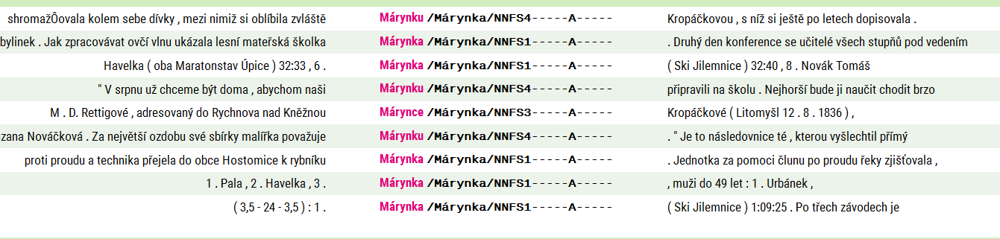 shromažÔovala kolem sebe dívky , mezi nimiž si oblíbila zvláště Márynku /Márynka/NNFS4-----A----- Kropáčkovou , s níž si ještě po letech dopisovala .
bylinek . Jak zpracovávat ovčí vlnu ukázala lesní mateřská školka Márynka /Márynka/NNFS1-----A----- . Druhý den konference se učitelé všech stupňů pod vedením
Havelka ( oba Maratonstav Úpice ) 32:33 , 6 . Márynka /Márynka/NNFS1-----A----- ( Ski Jilemnice ) 32:40 , 8 . Novák Tomáš
" V srpnu už chceme být doma , abychom naši Márynku /Márynka/NNFS4-----A----- připravili na školu . Nejhorší bude ji naučit chodit brzo
M . D. Rettigové , adresovaný do Rychnova nad Kněžnou Márynce /Márynka/NNFS3-----A----- Kropáčkové ( Litomyšl 12 . 8 . 1836 ) ,
zana Nováčková . Za největší ozdobu své sbírky malířka považuje Márynku /Márynka/NNFS4-----A----- . " Je to následovnice té , kterou vyšlechtil přímý
proti proudu a technika přejela do obce Hostomice k rybníku Márynka /Márynka/NNFS1-----A----- . Jednotka za pomoci člunu po proudu řeky zjišťovala ,
1 . Pala , 2 . Havelka , 3 . Márynka /Márynka/NNFS1-----A----- , muži do 49 let : 1 . Urbánek ,
( 3,5 - 24 - 3,5 ) : 1 . Márynka /Márynka/NNFS1-----A----- ( Ski Jilemnice ) 1:09:25 . Po třech závodech je